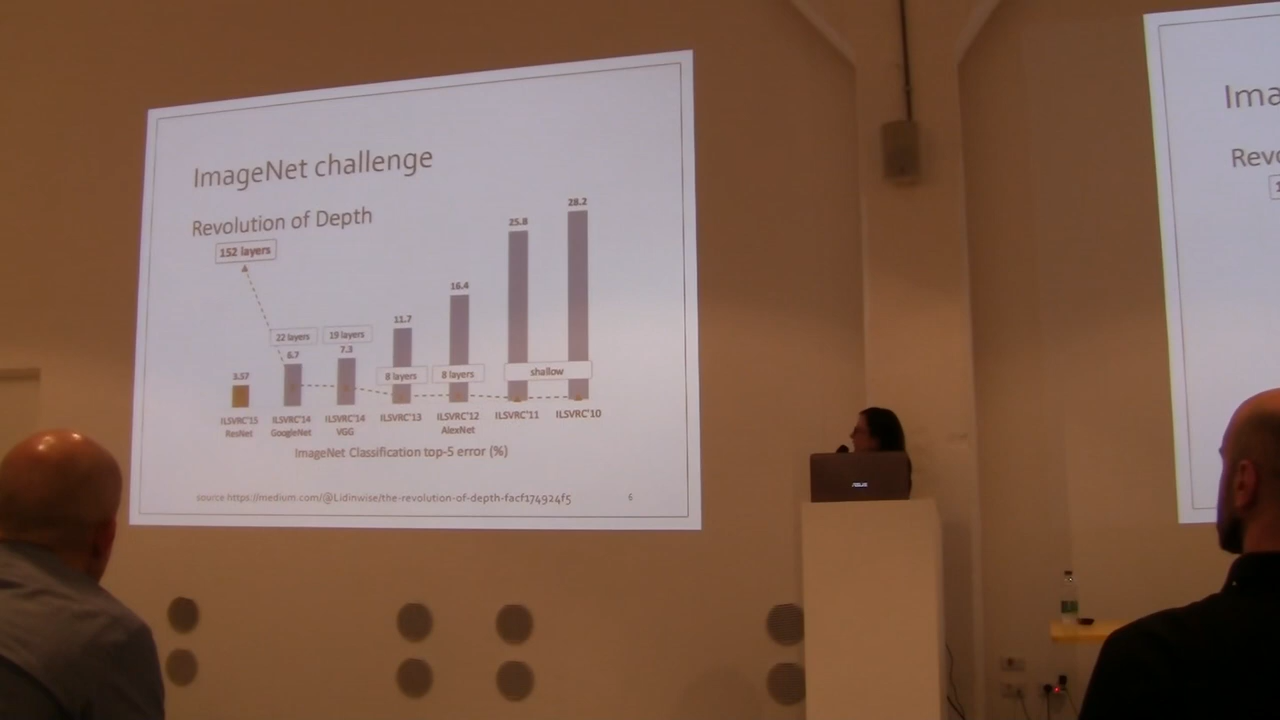 ImageNet challenge
Revolution of Depth
152 layers
22 layers
19 layers
8 layers
8 layers
shallow
3.57
6.7
7.3
11.7
16.4
25.8
28.2
ILSVRC'15
ResNet
ILSVRC'14
GoogleNet
ILSVRC'14
VGG
ILSVRC'13
ILSVRC'12
AlexNet
ILSVRC'11
ILSVRC'10
ImageNet Classification top-5 error (%)
source https://medium.com/@Lidinwise/the-revolution-of-depth-facf174924f5
6
ASUS
Ima
Revo